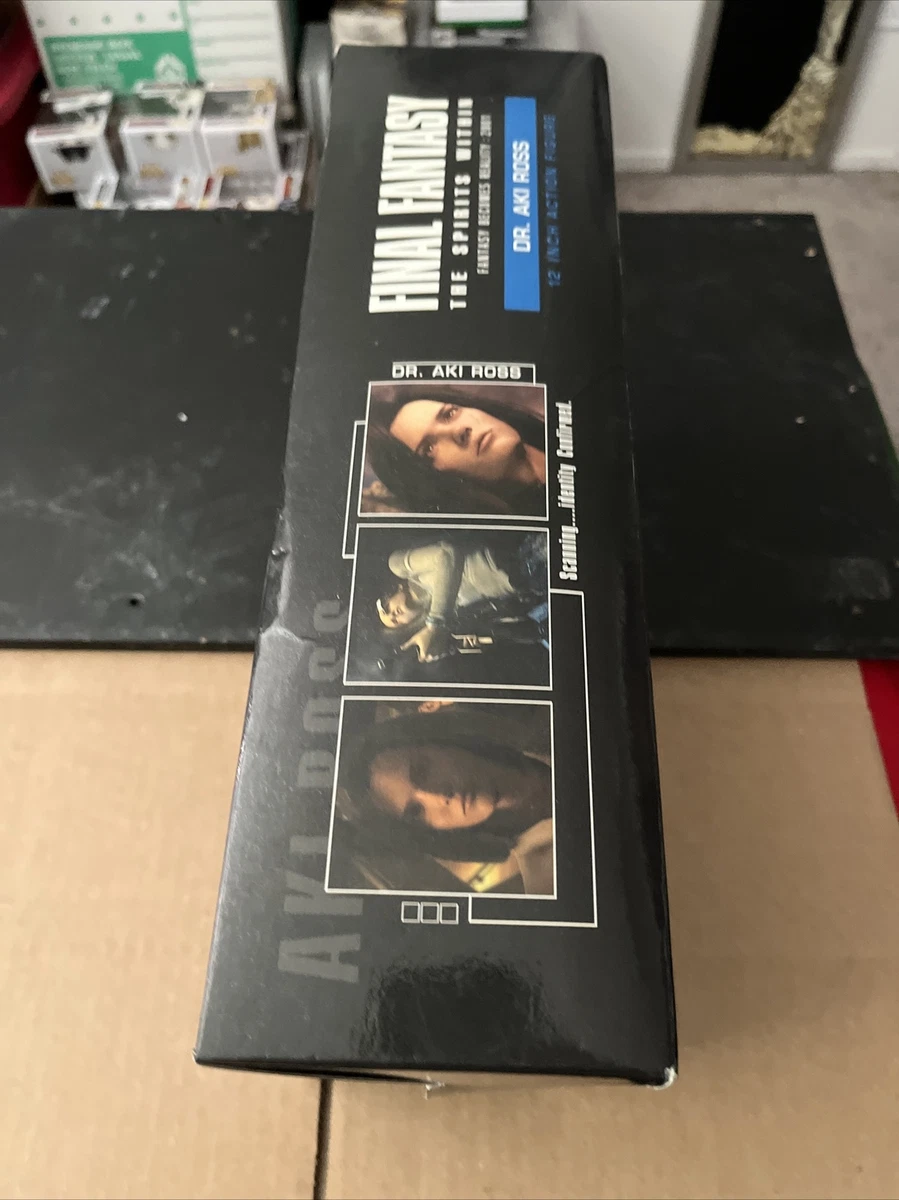 FINAL FANTASY
THE SPIRITS WITHIN
FANTASY BECOMES REALITY - 2001
DR. AKI ROSS
12 INCH ACTION FIGURE
DR. AKI ROSS
Scanning....Identity Confirmed.
AKI ROSS